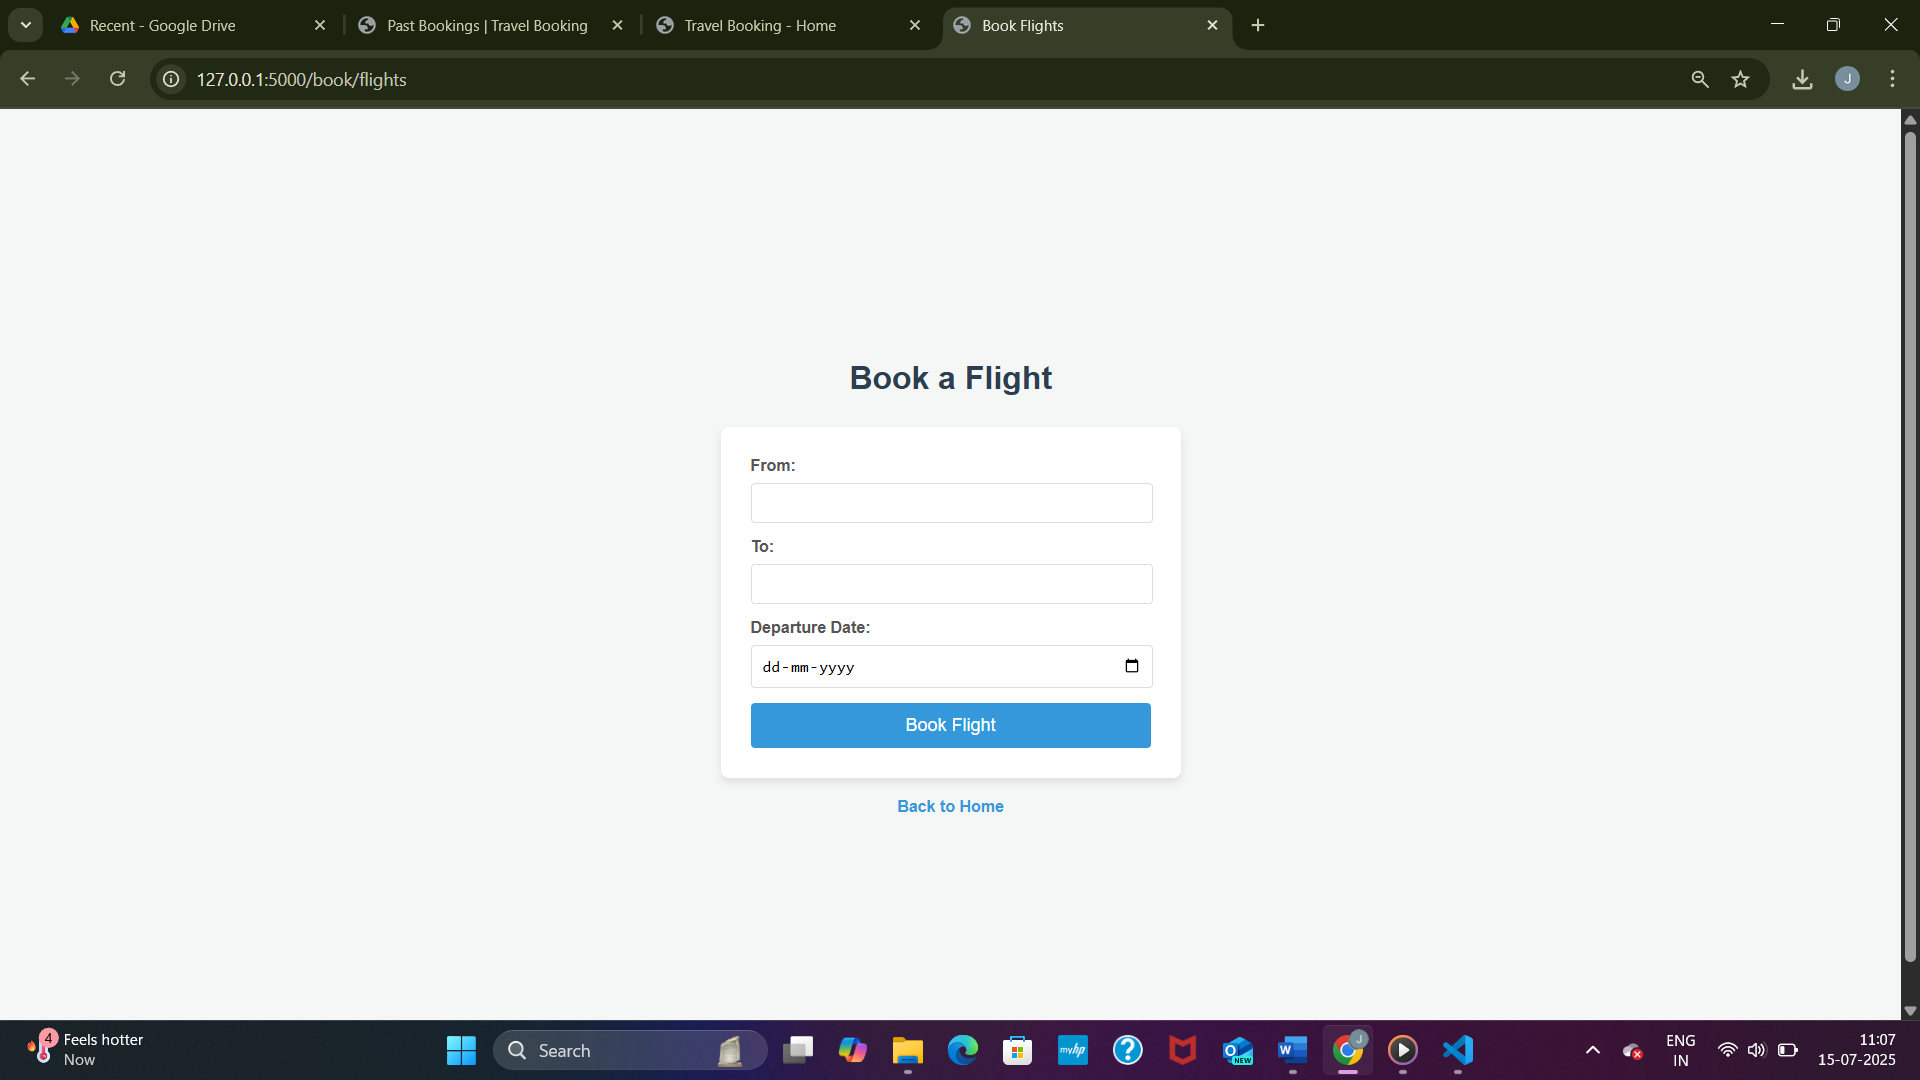 Recent - Google Drive
Past Bookings | Travel Booking
Travel Booking - Home
Book Flights
127.0.0.1:5000/book/flights
J
Book a Flight
From:
To:
Departure Date:
dd-mm-yyyy
Book Flight
Back to Home
4
Feels hotter
Now
Search
myhp
?
O
NEW
W
J
ENG
IN
11:07
15-07-2025